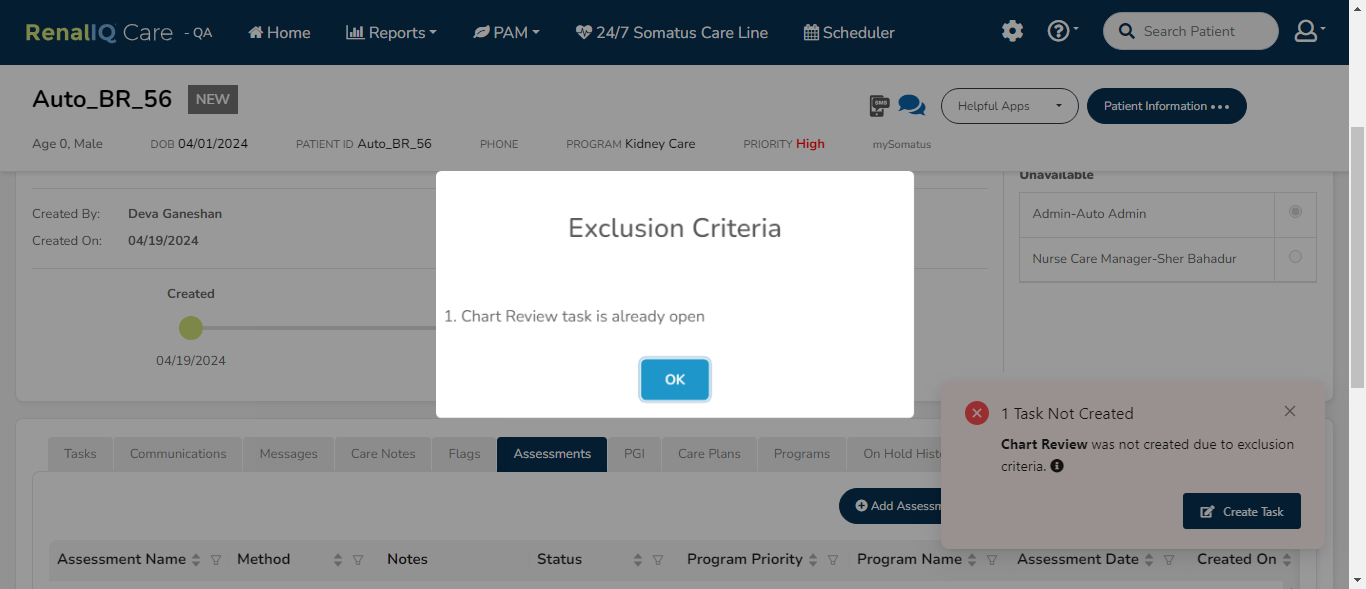 RenalIQ Care - QA Home Reports PAM 24/7 Somatus Care Line Scheduler Search Patient
Auto_BR_56 NEW SMS Helpful Apps Patient Information
Age 0, Male DOB 04/01/2024 PATIENT ID Auto_BR_56 PHONE PROGRAM Kidney Care PRIORITY High mySomatus
Unavailable
Created By: Deva Ganeshan
Admin-Auto Admin
Created On: 04/19/2024
Nurse Care Manager-Sher Bahadur
Created
04/19/2024
Exclusion Criteria
1. Chart Review task is already open
OK
1 Task Not Created
Chart Review was not created due to exclusion
criteria.
Create Task
Tasks Communications Messages Care Notes Flags Assessments PGI Care Plans Programs On Hold Histo
Add Assessm
Assessment Name Method Notes Status Program Priority Program Name Assessment Date Created On